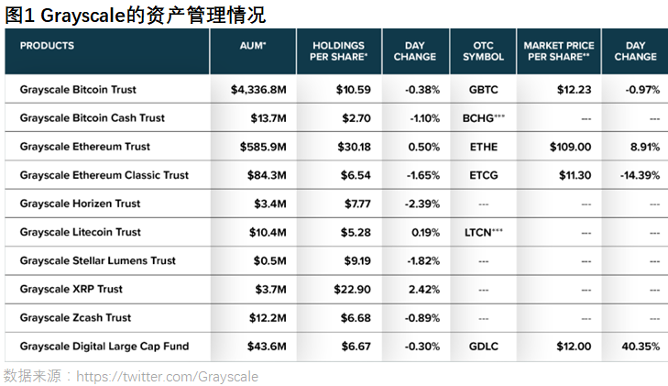 图1 Grayscale的资产管理情况
PRODUCTS AUM* HOLDINGS PER SHARE* DAY CHANGE OTC SYMBOL MARKET PRICE PER SHARE** DAY CHANGE
Grayscale Bitcoin Trust $4,336.8M $10.59 -0.38% GBTC $12.23 -0.97%
Grayscale Bitcoin Cash Trust $13.7M $2.70 -1.10% BCHG*** --- ---
Grayscale Ethereum Trust $585.9M $30.18 0.50% ETHE $109.00 8.91%
Grayscale Ethereum Classic Trust $84.3M $6.54 -1.65% ETCG $11.30 -14.39%
Grayscale Horizen Trust $3.4M $7.77 -2.39% --- --- ---
Grayscale Litecoin Trust $10.4M $5.28 0.19% LTCN*** --- ---
Grayscale Stellar Lumens Trust $0.5M $9.19 -1.82% --- --- ---
Grayscale XRP Trust $3.7M $22.90 2.42% --- --- ---
Grayscale Zcash Trust $12.2M $6.68 -0.89% --- --- ---
Grayscale Digital Large Cap Fund $43.6M $6.67 -0.30% GDLC $12.00 40.35%
数据来源：https://twitter.com/Grayscale